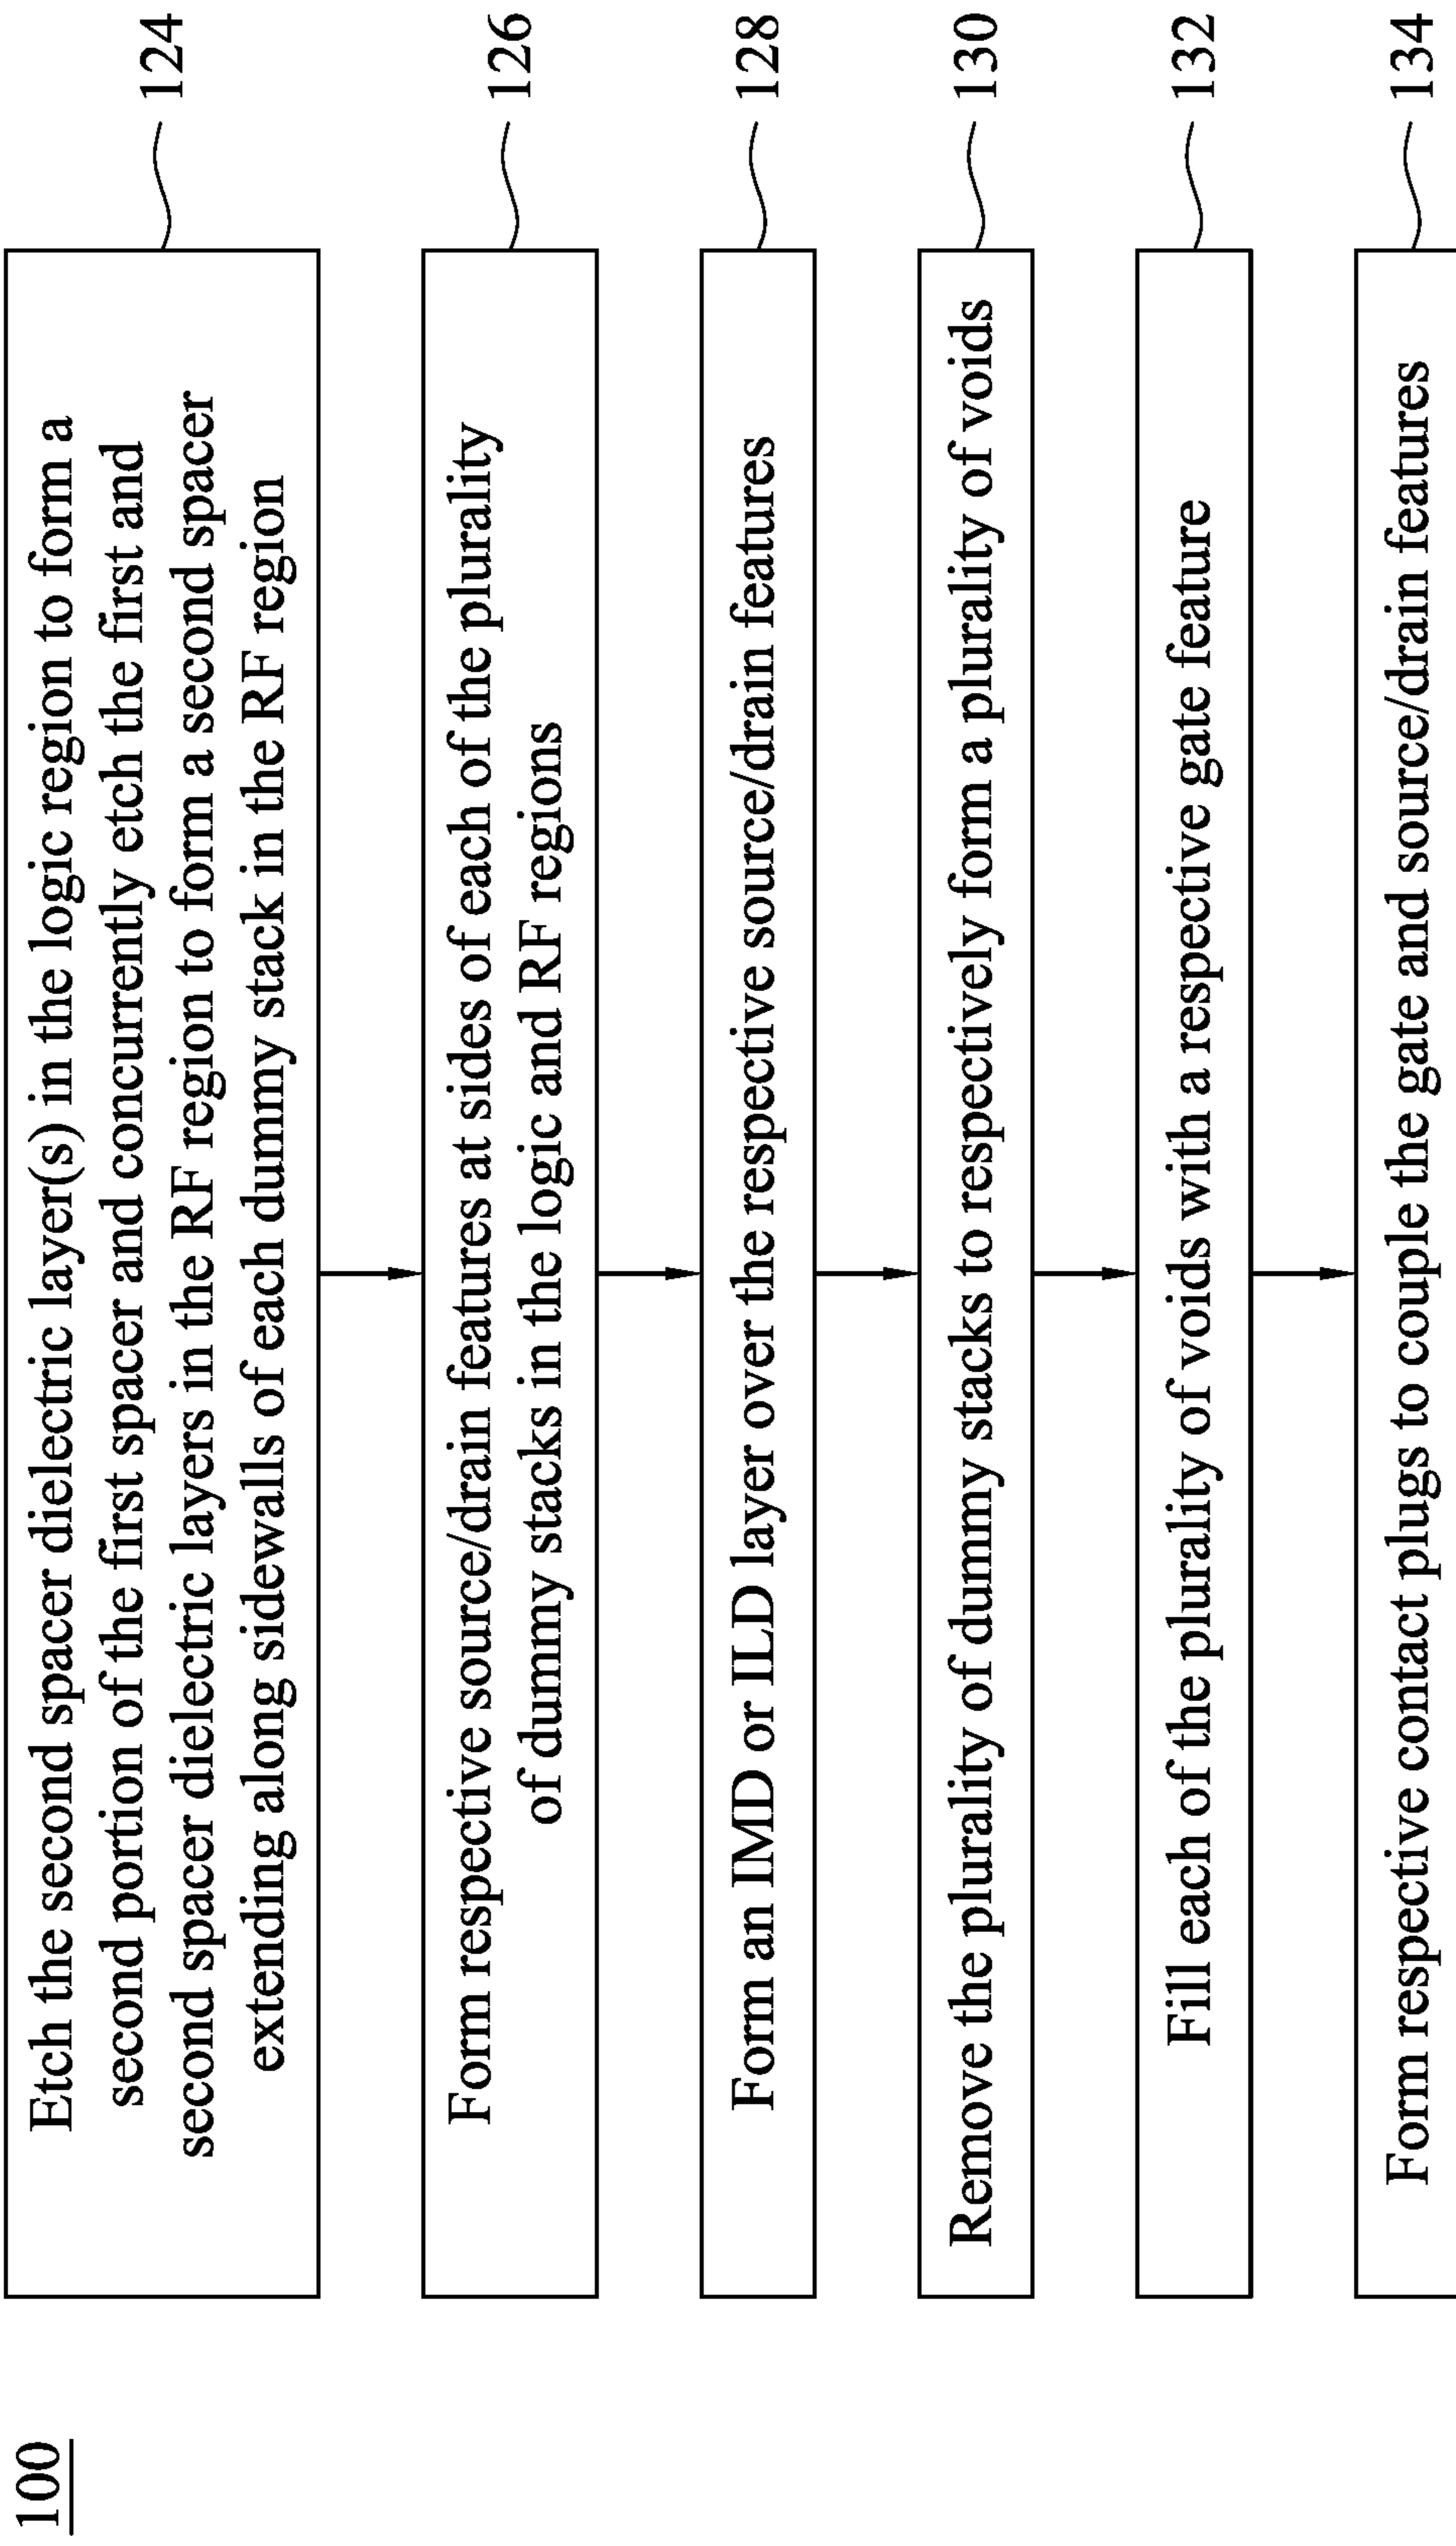 100
Etch the second spacer dielectric layer(s) in the logic region to form a
second portion of the first spacer and concurrently etch the first and
second spacer dielectric layers in the RF region to form a second spacer
extending along sidewalls of each dummy stack in the RF region
124
Form respective source/drain features at sides of each of the plurality
of dummy stacks in the logic and RF regions
126
Form an IMD or ILD layer over the respective source/drain features
128
Remove the plurality of dummy stacks to respectively form a plurality of voids
130
Fill each of the plurality of voids with a respective gate feature
132
Form respective contact plugs to couple the gate and source/drain features
134